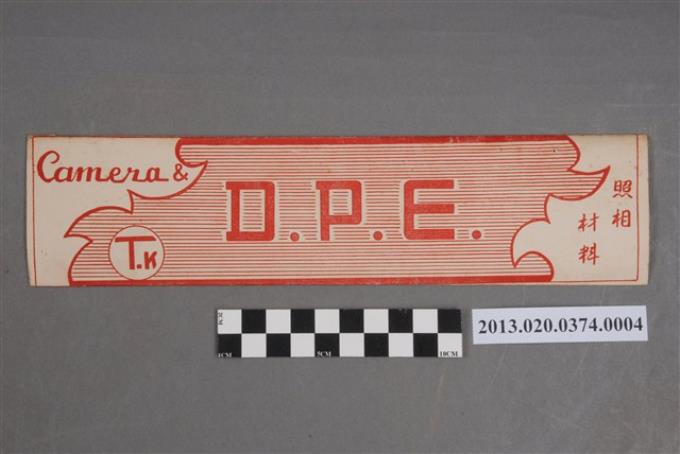 Camera &
D.P.E.
T.K
照相
材料
1CM
5CM
10CM
2013.020.0374.0004